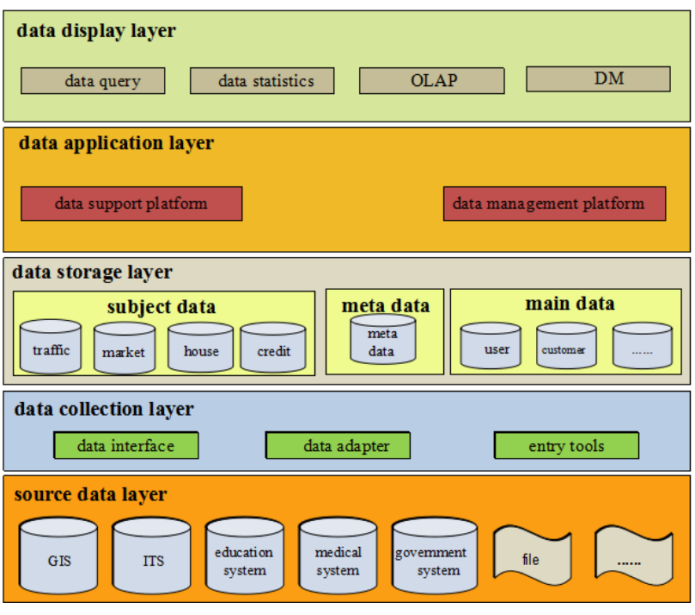 data display layer
data query
data statistics
OLAP
DM
data application layer
data support platform
data management platform
data storage layer
subject data
traffic
market
house
credit
meta data
meta
data
main data
user
customer
......
data collection layer
data interface
data adapter
entry tools
source data layer
GIS
ITS
education
system
medical
system
government
system
file
......